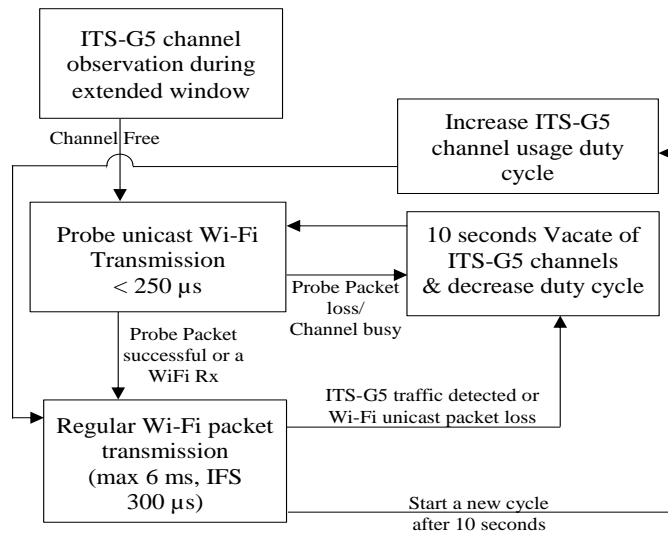 ITS-G5 channel
observation during
extended window
Channel Free
Increase ITS-G5
channel usage duty
cycle
Probe unicast Wi-Fi
Transmission
< 250 µs
10 seconds Vacate of
ITS-G5 channels
& decrease duty cycle
Probe Packet
loss/
Channel busy
Probe Packet
successful or a
WiFi Rx
ITS-G5 traffic detected or
Wi-Fi unicast packet loss
Regular Wi-Fi packet
transmission
(max 6 ms, IFS
300 µs)
Start a new cycle
after 10 seconds